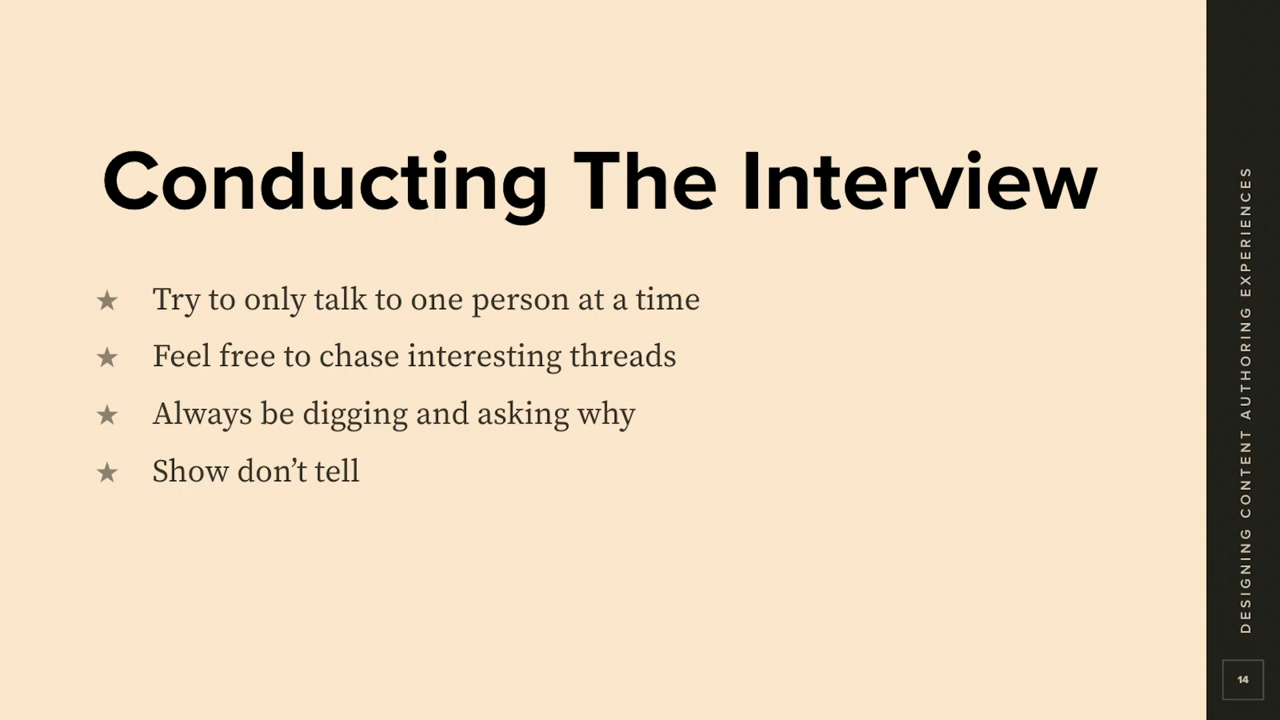 Conducting The Interview
★ Try to only talk to one person at a time
★ Feel free to chase interesting threads
★ Always be digging and asking why
★ Show don’t tell
DESIGNING CONTENT AUTHORING EXPERIENCES
14